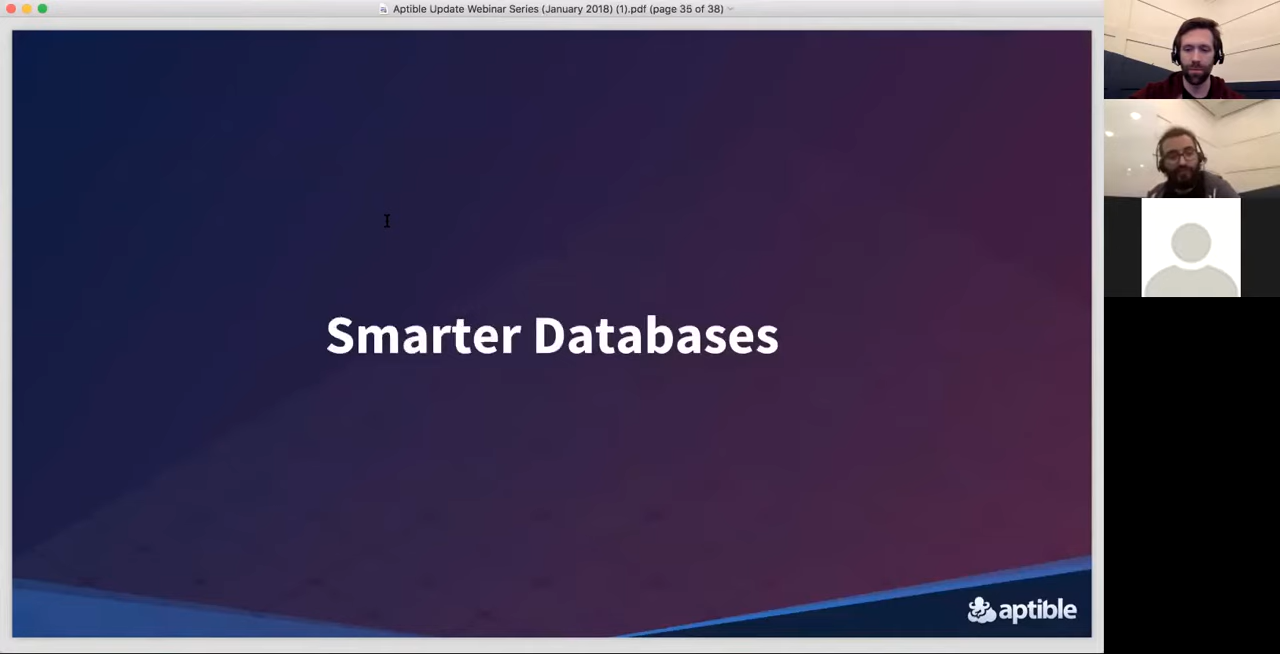 Aptible Update Webinar Series (January 2018) (1).pdf (page 35 of 38)
Smarter Databases
aptible